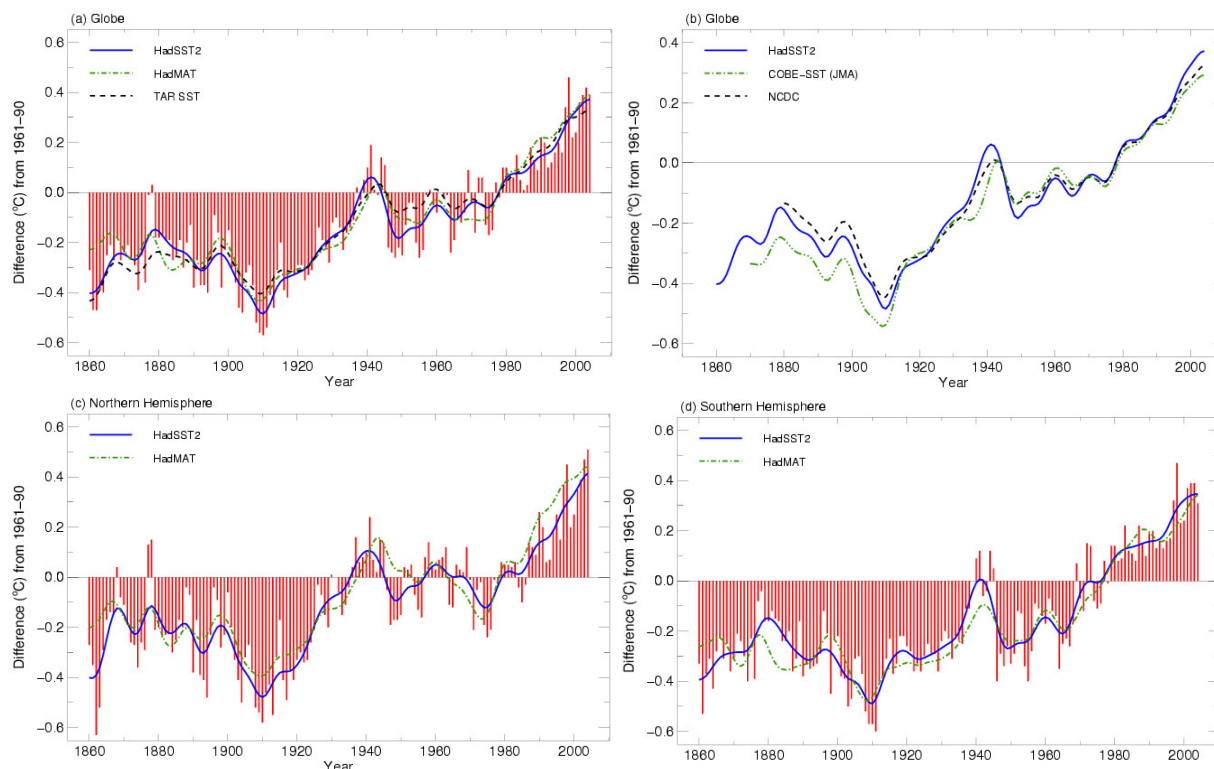 (a) Globe
0.6
HadSST2
HadMAT
TAR SST
0.4
0.2
0.0
−0.2
−0.4
−0.6
Difference (°C) from 1961−90
1860 1880 1900 1920 1940 1960 1980 2000
Year
(b) Globe
0.4
HadSST2
COBE−SST (JMA)
NCDC
0.2
0.0
−0.2
−0.4
−0.6
Difference (°C) from 1961−90
1860 1880 1900 1920 1940 1960 1980 2000
Year
(c) Northern Hemisphere
0.6
HadSST2
HadMAT
0.4
0.2
0.0
−0.2
−0.4
−0.6
Difference (°C) from 1961−90
1860 1880 1900 1920 1940 1960 1980 2000
Year
(d) Southern Hemisphere
0.6
HadSST2
HadMAT
0.4
0.2
0.0
−0.2
−0.4
−0.6
Difference (°C) from 1961−90
1860 1880 1900 1920 1940 1960 1980 2000